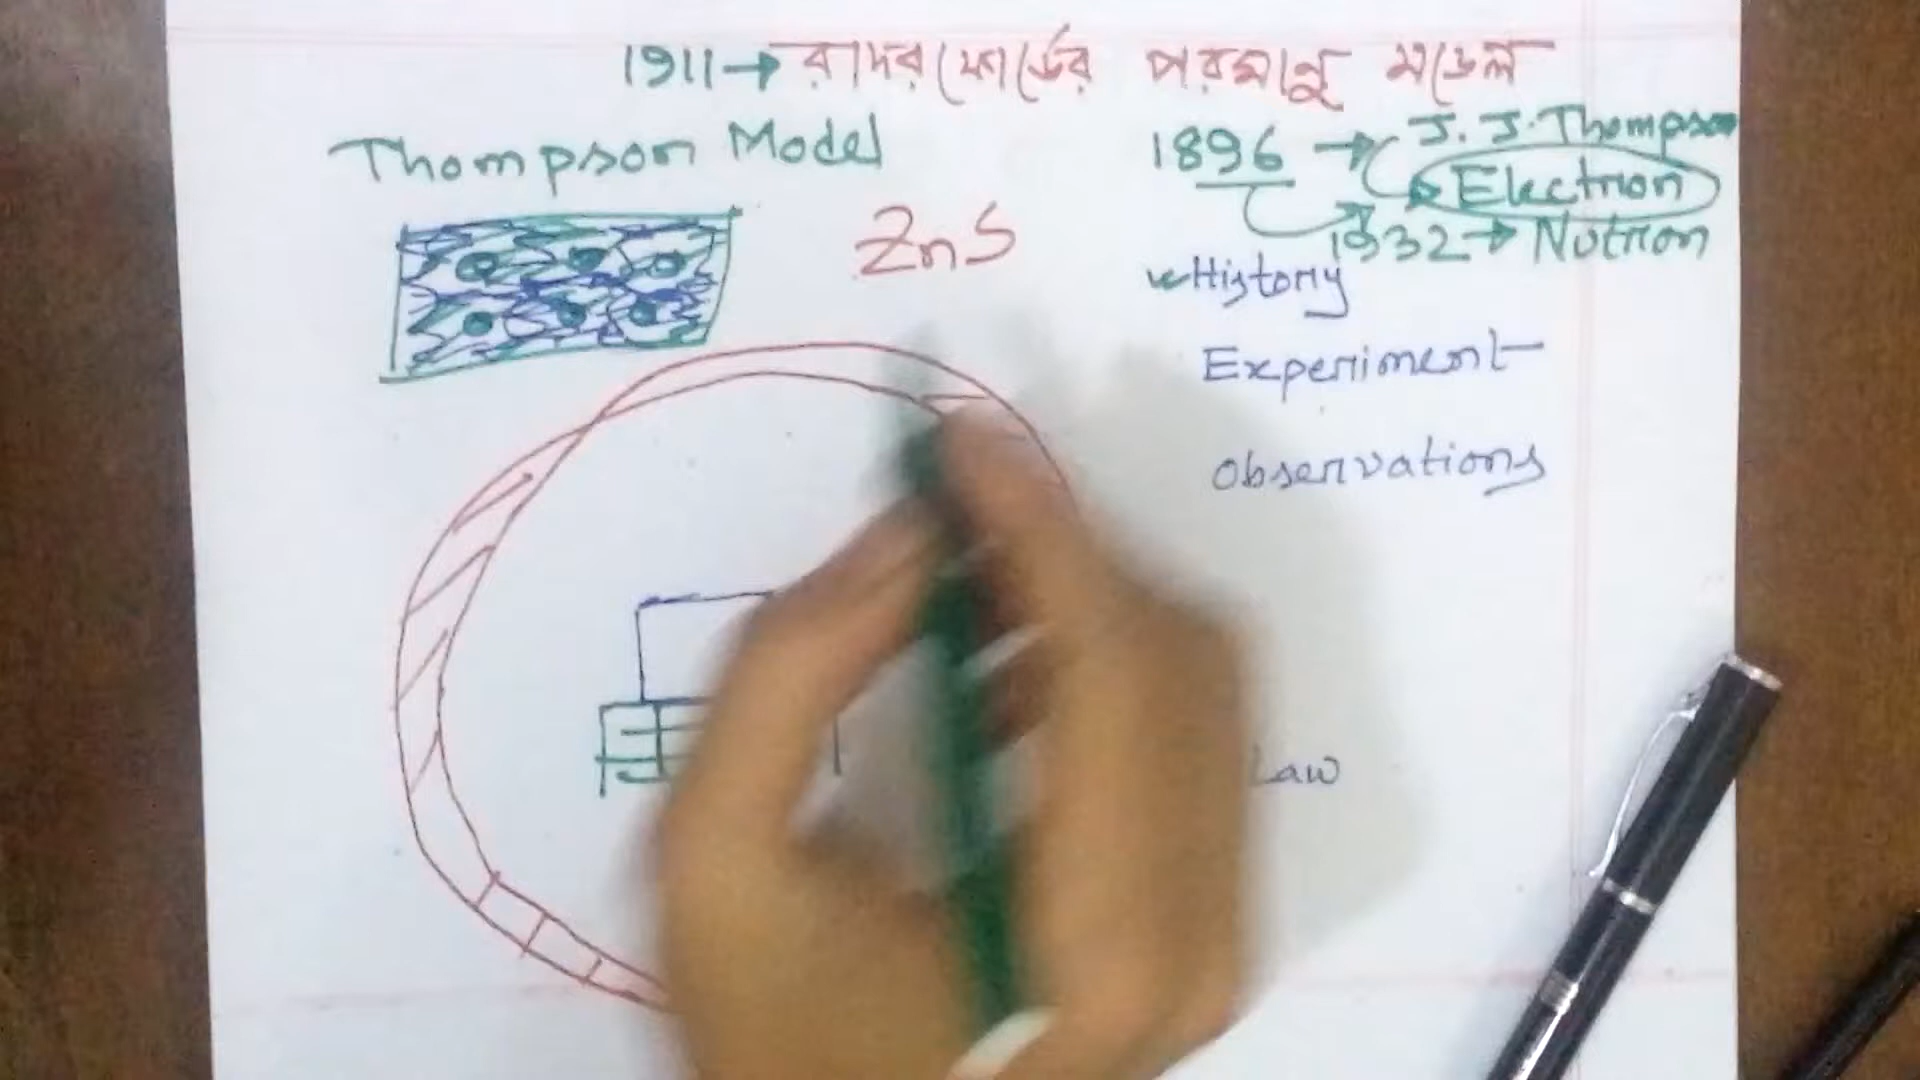 1911→ রাদারফোর্ডের পরমানু মডেল
Thompson Model
1896 → J. J. Thompson
Electron
1932 → Nutron
ZnS
History
Experiment
Observations
Law